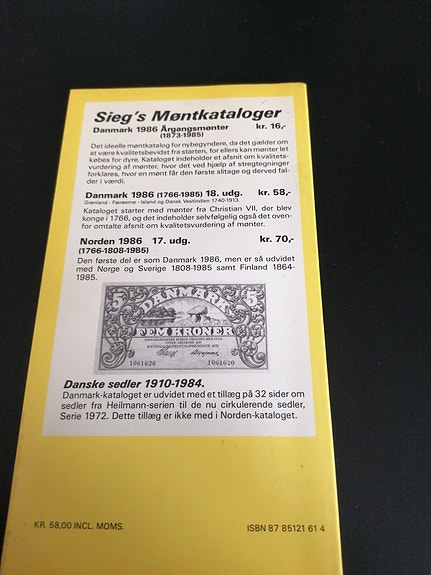 Sieg's Møntkataloger
Danmark 1986 Årgangsmønter kr. 16,-
(1873-1985)
Det ideelle møntkatalog for nybegyndere, da det gælder om
at være kvalitetsbevidst fra starten, for ellers kan mønter let
købes for dyre. Kataloget indeholder et afsnit om kvalitets-
vurdering af mønter, hvor det ved hjælp af stregtegninger
forklares, hvor en mønt får den første slitage og derved fal-
der i værdi.
Danmark 1986 (1766-1985) 18. udg. kr. 58,-
Grønland - Færøerne - Island og Dansk Vestindien 1740-1913.
Kataloget starter med mønter fra Christian VII, der blev
konge i 1766, og det indeholder selvfølgelig også det oven-
for omtalte afsnit om kvalitetsvurdering af mønter.
Norden 1986 17. udg. kr. 70,-
(1766-1808-1985)
Den første del er som Danmark 1986, men er så udvidet
med Norge og Sverige 1808-1985 samt Finland 1864-
1985.
5 DANMARK 5
FEM KRONER
1061620 1061620
Danske sedler 1910-1984.
Danmark-kataloget er udvidet med et tillæg på 32 sider om
sedler fra Heilmann-serien til de nu cirkulerende sedler,
Serie 1972. Dette tillæg er ikke med i Norden-kataloget.
KR. 58,00 INCL. MOMS. ISBN 87 85121 61 4